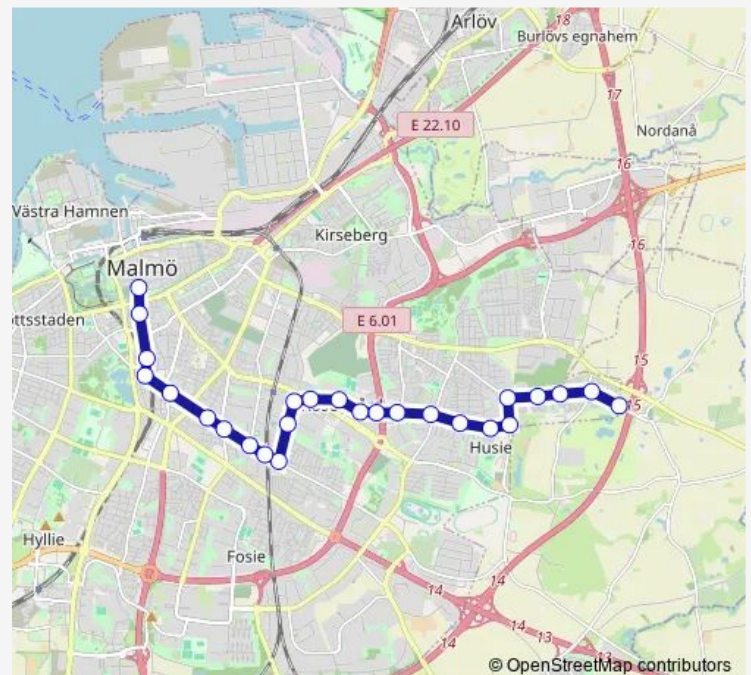 Arlöv
18
Burlövs egnahem
17
E 22.10
Nordanå
16
Västra Hamnen
Kirseberg
16
Malmö
ottsstaden
E 6.01
15
15
Husie
Hyllie
Fosie
14
14
14
13
14
13
© OpenStreetMap contributors